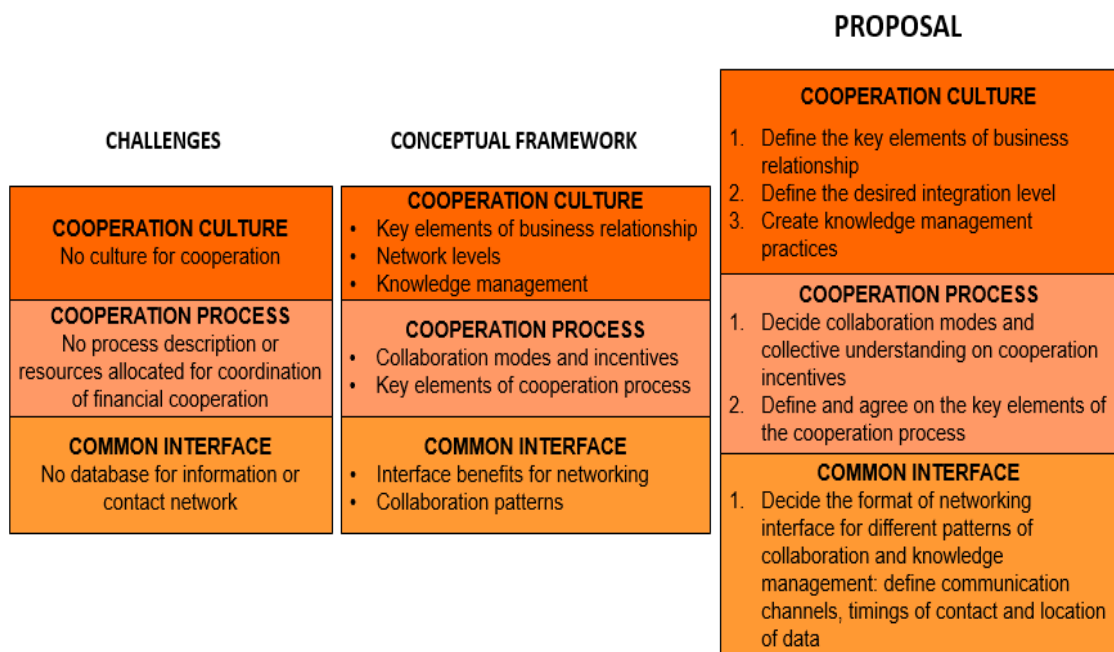 CHALLENGES
COOPERATION CULTURE
No culture for cooperation
COOPERATION PROCESS
No process description or
resources allocated for coordination
of financial cooperation
COMMON INTERFACE
No database for information or
contact network
CONCEPTUAL FRAMEWORK
COOPERATION CULTURE
• Key elements of business relationship
• Network levels
• Knowledge management
COOPERATION PROCESS
• Collaboration modes and incentives
• Key elements of cooperation process
COMMON INTERFACE
• Interface benefits for networking
• Collaboration patterns
PROPOSAL
COOPERATION CULTURE
1. Define the key elements of business
relationship
2. Define the desired integration level
3. Create knowledge management
practices
COOPERATION PROCESS
1. Decide collaboration modes and
collective understanding on cooperation
incentives
2. Define and agree on the key elements of
the cooperation process
COMMON INTERFACE
1. Decide the format of networking
interface for different patterns of
collaboration and knowledge
management: define communication
channels, timings of contact and location
of data